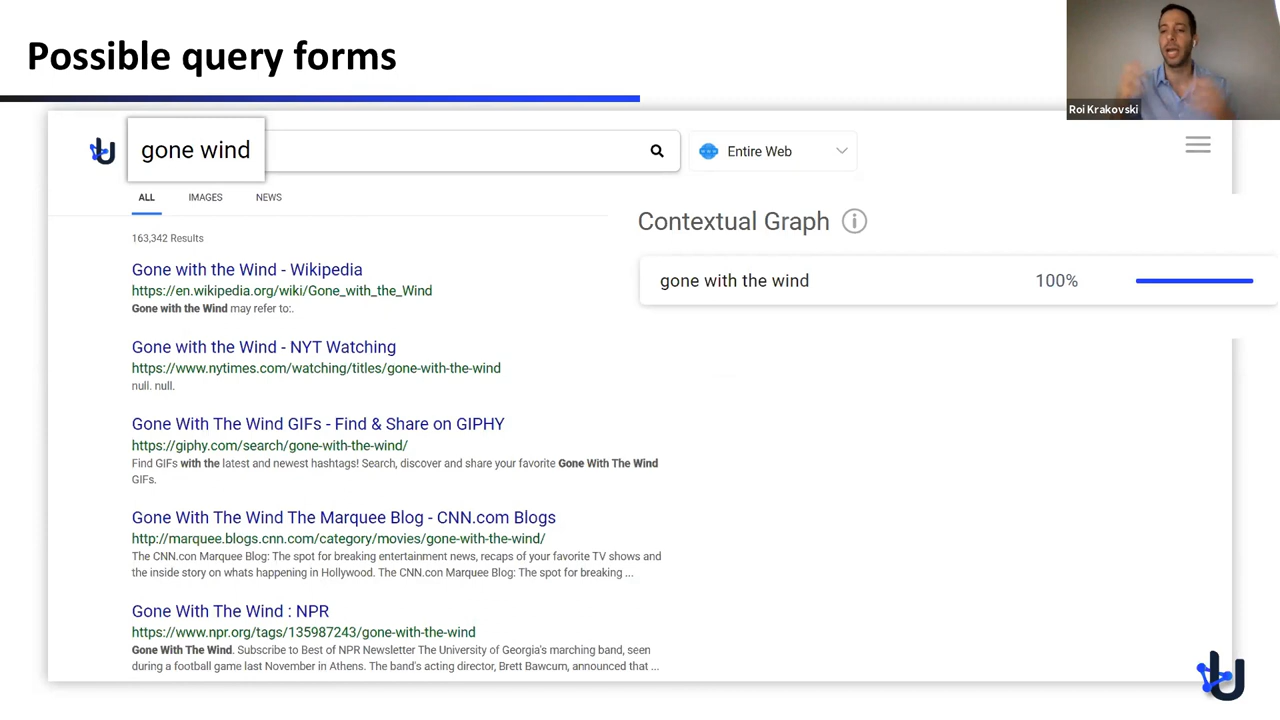 Possible query forms
Roi Krakovski
gone wind
Entire Web
ALL IMAGES NEWS
163,342 Results
Gone with the Wind - Wikipedia
https://en.wikipedia.org/wiki/Gone_with_the_Wind
Gone with the Wind may refer to:.
Gone with the Wind - NYT Watching
https://www.nytimes.com/watching/titles/gone-with-the-wind
null. null.
Gone With The Wind GIFs - Find & Share on GIPHY
https://giphy.com/search/gone-with-the-wind/
Find GIFs with the latest and newest hashtags! Search, discover and share your favorite Gone With The Wind
GIFs.
Gone With The Wind The Marquee Blog - CNN.com Blogs
http://marquee.blogs.cnn.com/category/movies/gone-with-the-wind/
The CNN.con Marquee Blog: The spot for breaking entertainment news, recaps of your favorite TV shows and
the inside story on whats happening in Hollywood. The CNN.con Marquee Blog: The spot for breaking ...
Gone With The Wind : NPR
https://www.npr.org/tags/135987243/gone-with-the-wind
Gone With The Wind. Subscribe to Best of NPR Newsletter The University of Georgia's marching band, seen
during a football game last November in Athens. The band's acting director, Brett Bawcum, announced that ...
Contextual Graph
gone with the wind 100%